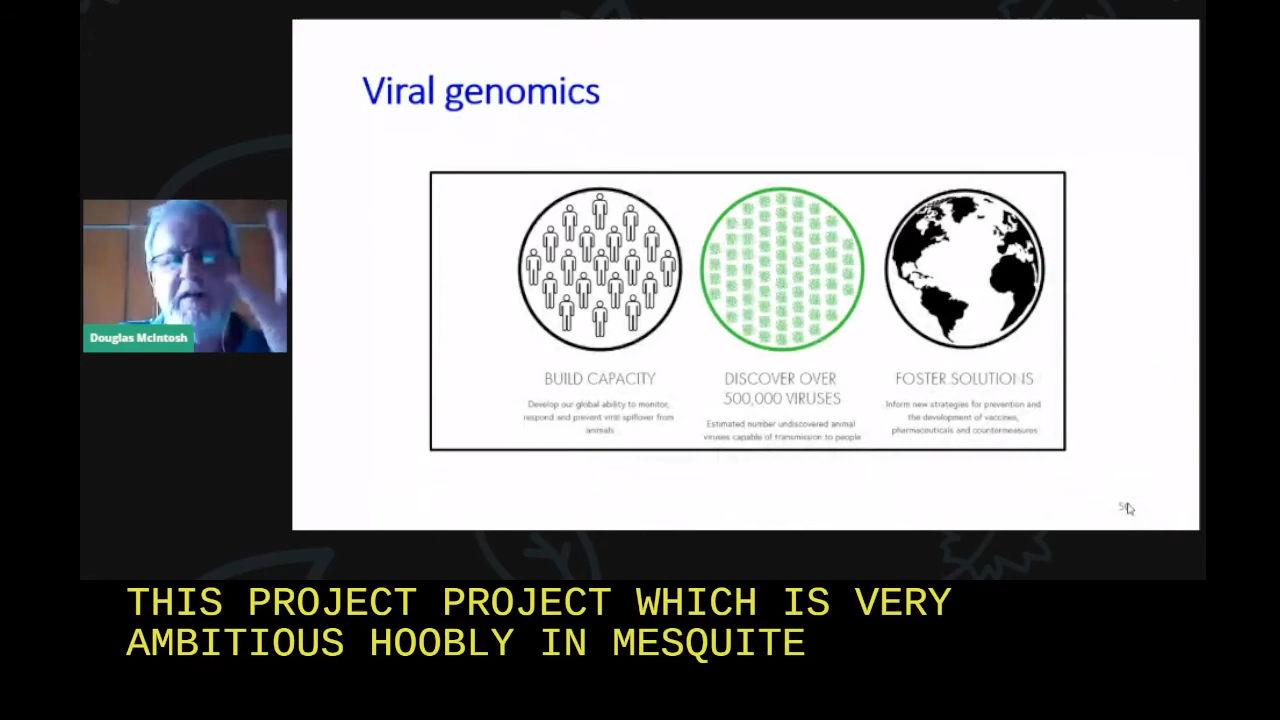 Viral genomics
BUILD CAPACITY
Develop our global ability to monitor,
respond and prevent viral spillover from
animals
DISCOVER OVER
500,000 VIRUSES
Estimated number undiscovered animal
viruses capable of transmission to people
FOSTER SOLUTIONS
Inform new strategies for prevention and
the development of vaccines,
pharmaceuticals and countermeasures
Douglas McIntosh
THIS PROJECT PROJECT WHICH IS VERY
AMBITIOUS HOOBLY IN MESQUITE